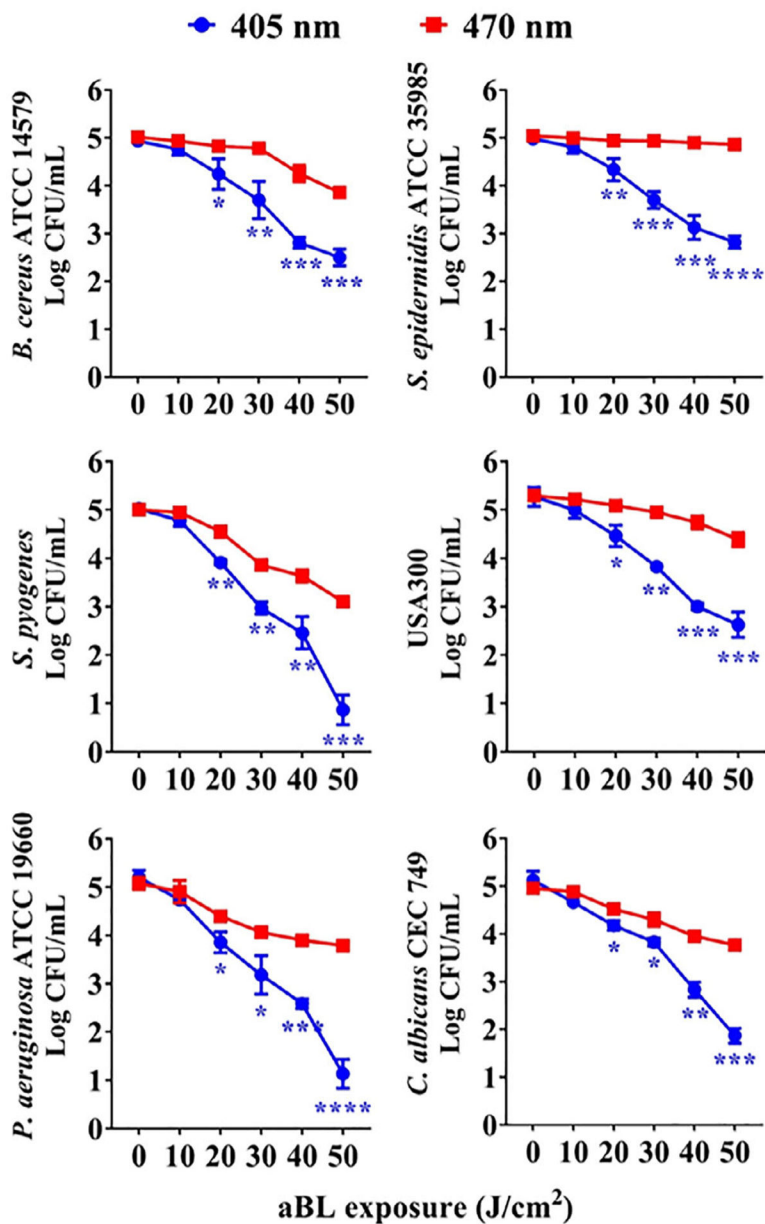 405 nm 470 nm
B. cereus ATCC 14579
Log CFU/mL
6
5
4
3
2
1
0
* ** *** ***
0 10 20 30 40 50
S. epidermidis ATCC 35985
Log CFU/mL
6
5
4
3
2
1
0
** *** *** ****
0 10 20 30 40 50
S. pyogenes
Log CFU/mL
6
5
4
3
2
1
0
** ** ** ***
0 10 20 30 40 50
USA300
Log CFU/mL
6
5
4
3
2
1
0
* ** *** ***
0 10 20 30 40 50
P. aeruginosa ATCC 19660
Log CFU/mL
6
5
4
3
2
1
0
* * *** ****
0 10 20 30 40 50
C. albicans CEC 749
Log CFU/mL
6
5
4
3
2
1
0
* * ** ***
0 10 20 30 40 50
aBL exposure (J/cm²)